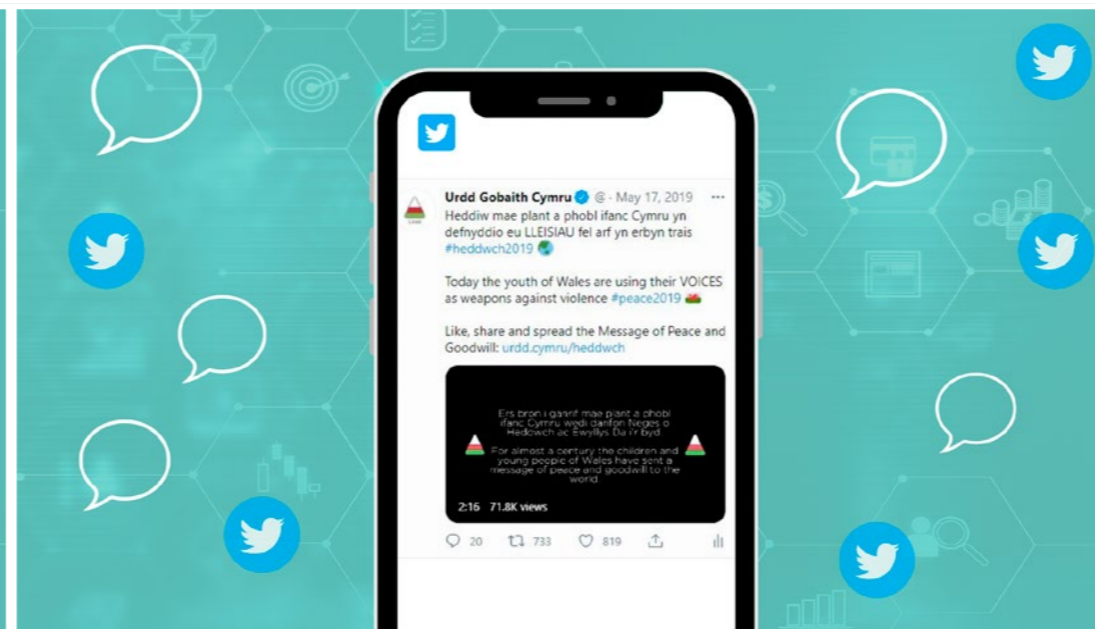 Urdd Gobaith Cymru @ · May 17, 2019 ...
Heddiw mae plant a phobl ifanc Cymru yn
defnyddio eu LLEISIAU fel arf yn erbyn trais
#heddwch2019
Today the youth of Wales are using their VOICES
as weapons against violence #peace2019
Like, share and spread the Message of Peace and
Goodwill: urdd.cymru/heddwch
Ers bron i ganrif mae plant a phobl
ifanc Cymru wedi danfon Neges o
Heddwch ac Ewyllys Da i'r byd.
For almost a century the children and
young people of Wales have sent a
message of peace and goodwill to the
world.
2:16 71.8K views
20 733 819